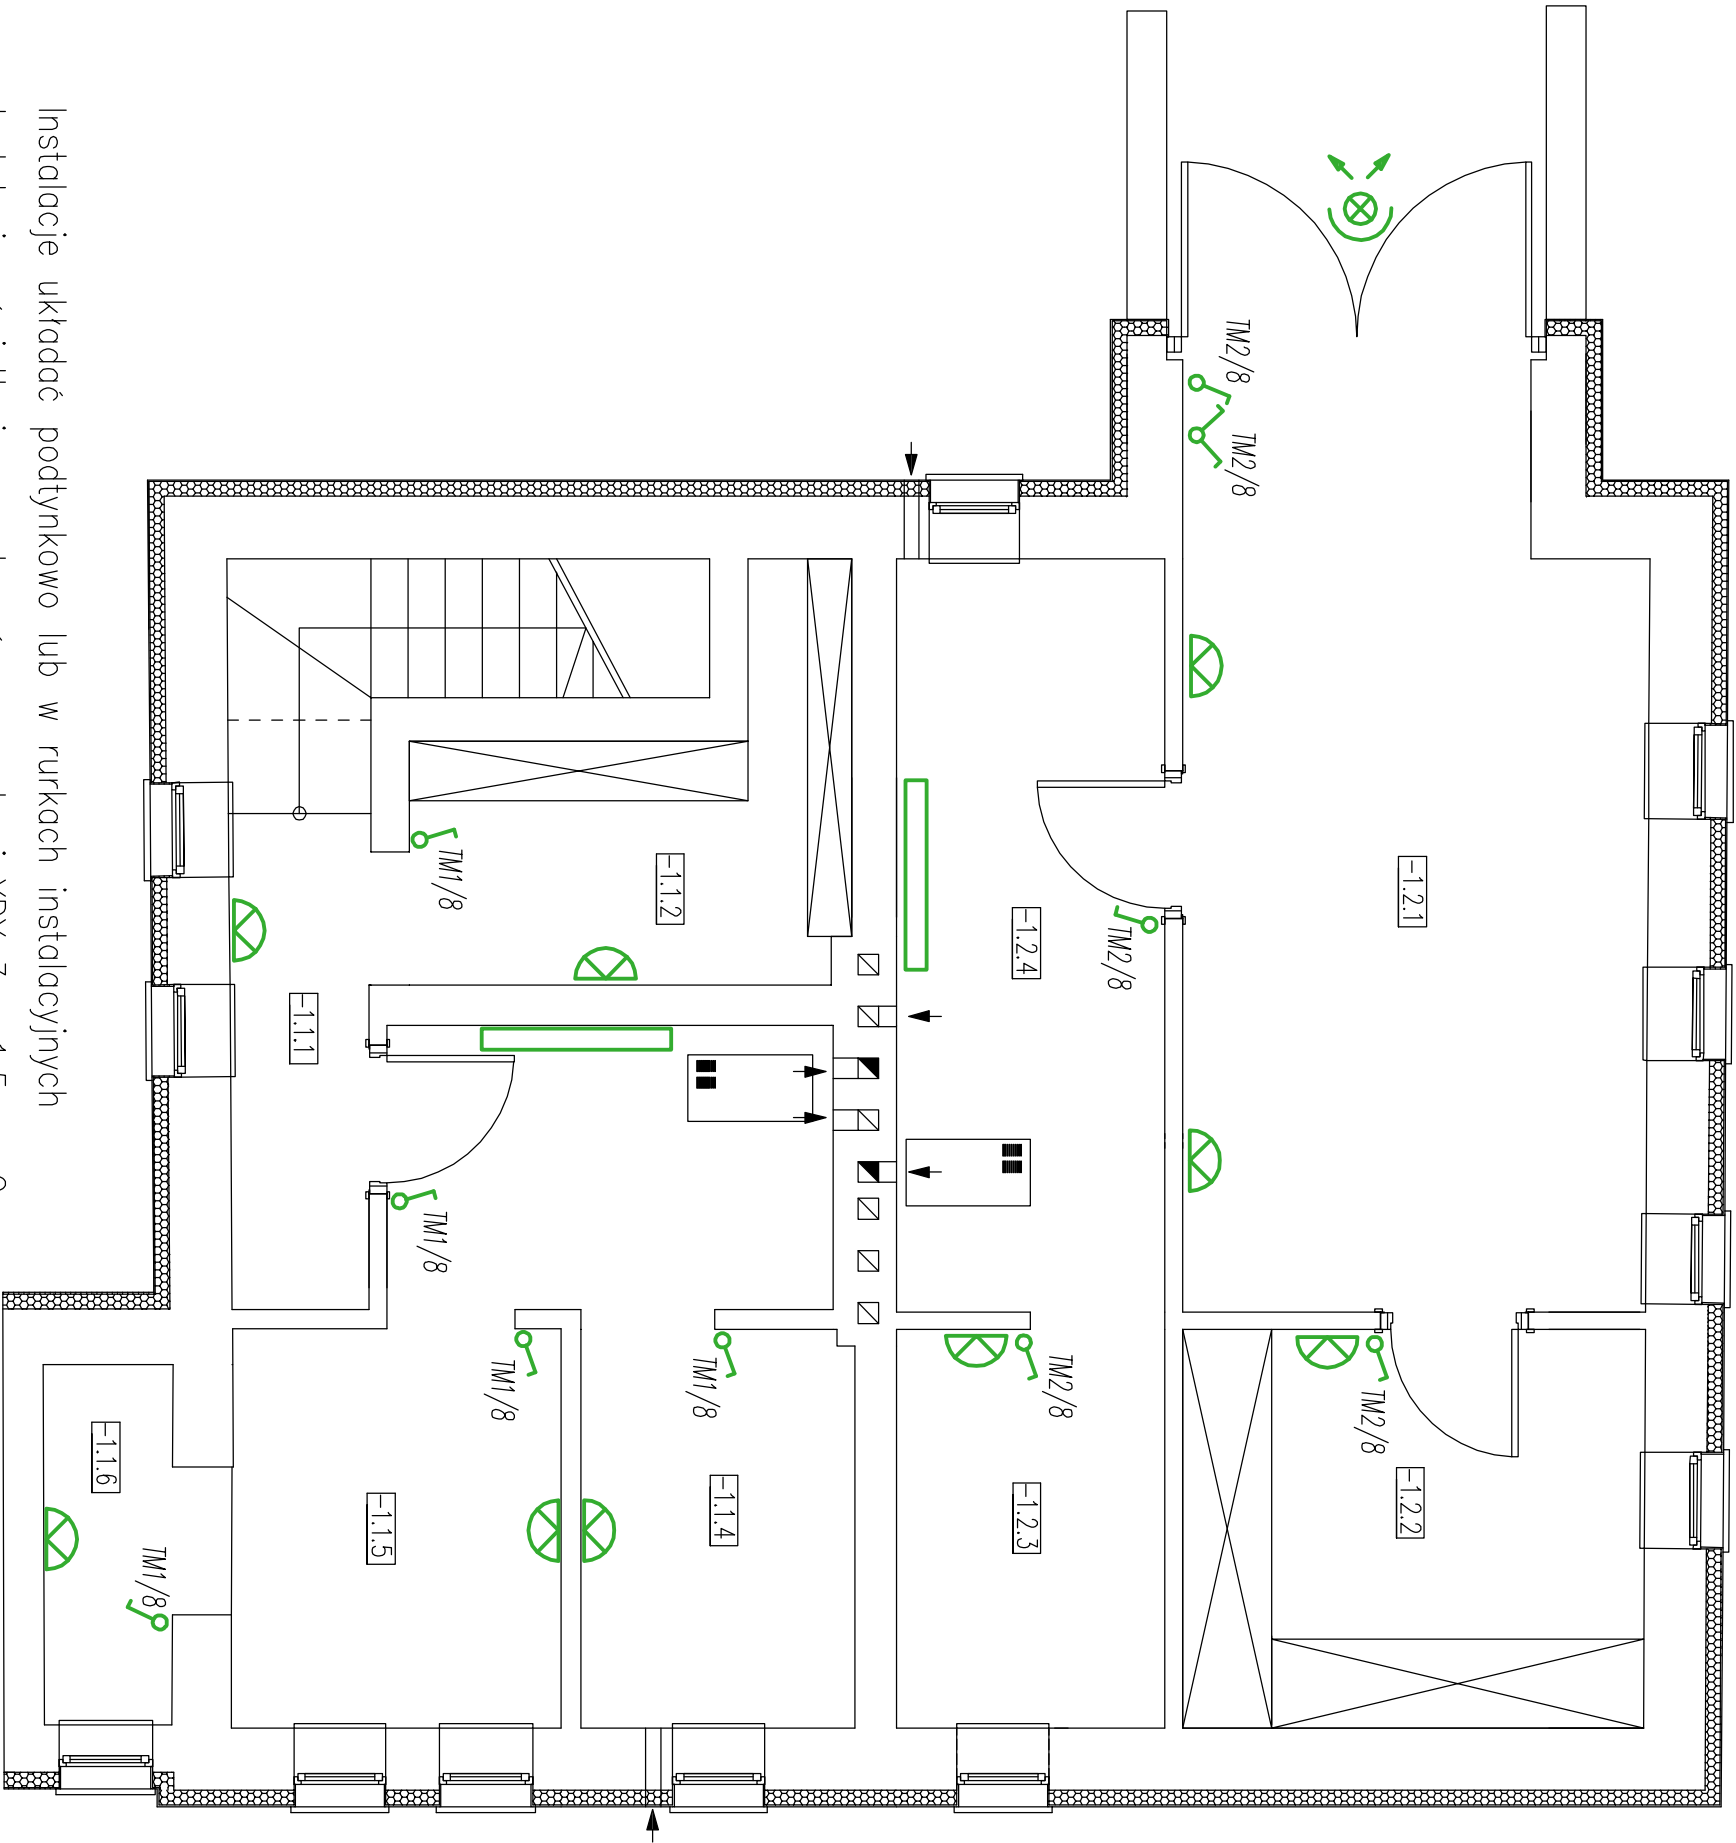 Instalacje układać podtynkowo lub w rurkach instalacyjnych
TM2/8
TM2/8
-1.2.1
TM2/8
-1.2.4
-1.1.2
TM1/8
-1.1.1
TM1/8
TM2/8
-1.2.2
TM2/8
-1.2.3
TM1/8
-1.1.4
TM1/8
-1.1.5
-1.1.6
TM1/8